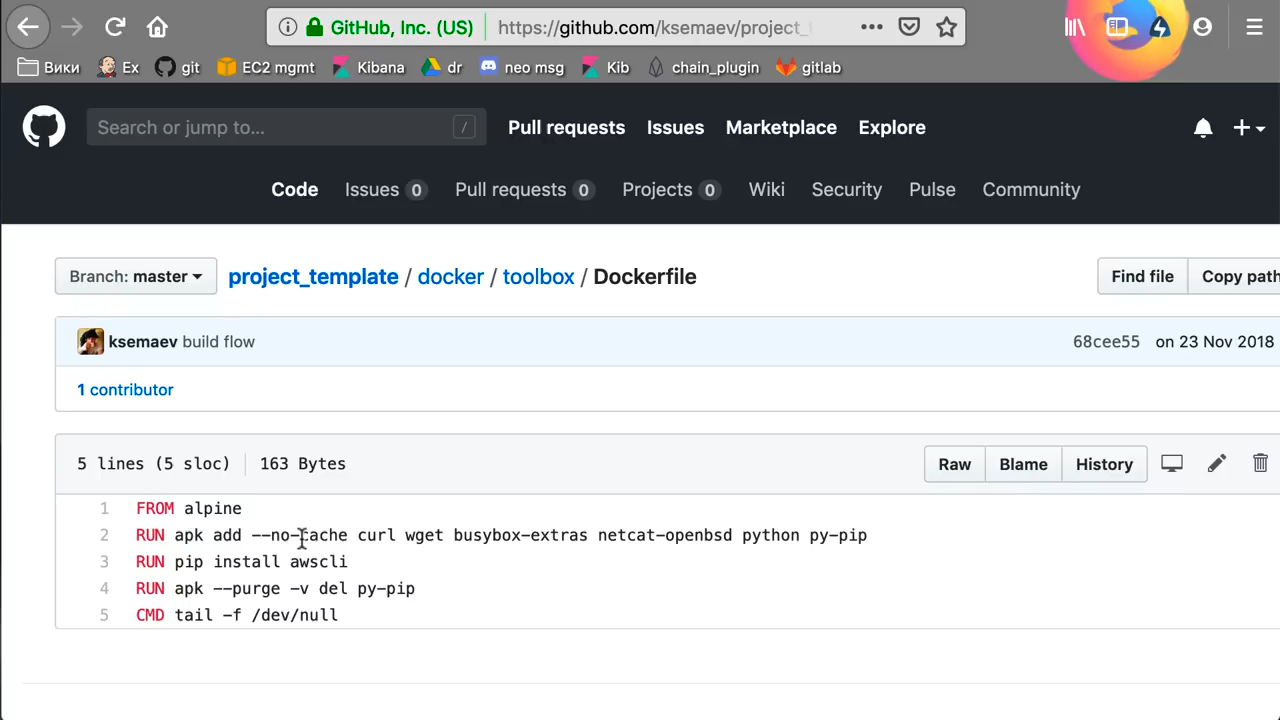 GitHub, Inc. (US) https://github.com/ksemaev/project_t
Вики Ex git EC2 mgmt Kibana dr neo msg Kib chain_plugin gitlab
Search or jump to... / Pull requests Issues Marketplace Explore
Code Issues 0 Pull requests 0 Projects 0 Wiki Security Pulse Community
Branch: master project_template / docker / toolbox / Dockerfile Find file Copy path
ksemaev build flow 68cee55 on 23 Nov 2018
1 contributor
5 lines (5 sloc) 163 Bytes Raw Blame History
1 FROM alpine
2 RUN apk add --no-cache curl wget busybox-extras netcat-openbsd python py-pip
3 RUN pip install awscli
4 RUN apk --purge -v del py-pip
5 CMD tail -f /dev/null